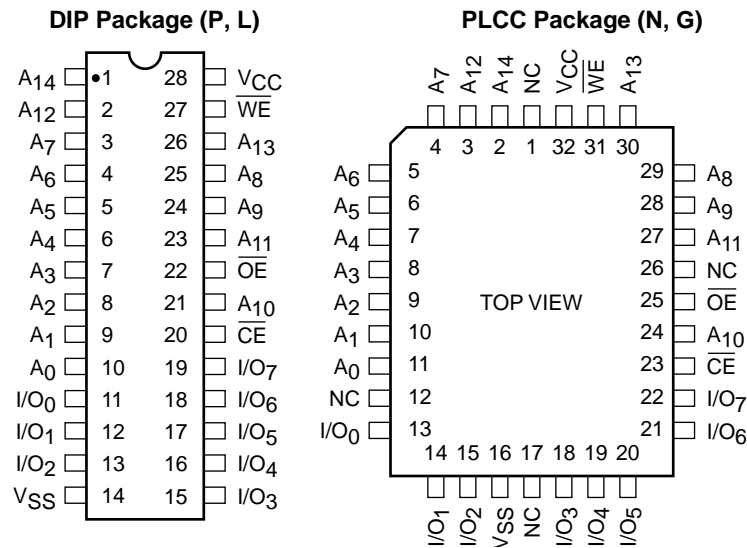 DIP Package (P, L)
A14 1 28 VCC
A12 2 27 WE
A7 3 26 A13
A6 4 25 A8
A5 5 24 A9
A4 6 23 A11
A3 7 22 OE
A2 8 21 A10
A1 9 20 CE
A0 10 19 I/O7
I/O0 11 18 I/O6
I/O1 12 17 I/O5
I/O2 13 16 I/O4
VSS 14 15 I/O3
PLCC Package (N, G)
A7 A12 A14 NC VCC WE A13
4 3 2 1 32 31 30
A6 5 29 A8
A5 6 28 A9
A4 7 27 A11
A3 8 26 NC
A2 9 TOP VIEW 25 OE
A1 10 24 A10
A0 11 23 CE
NC 12 22 I/O7
I/O0 13 21 I/O6
14 15 16 17 18 19 20
I/O1 I/O2 VSS NC I/O3 I/O4 I/O5